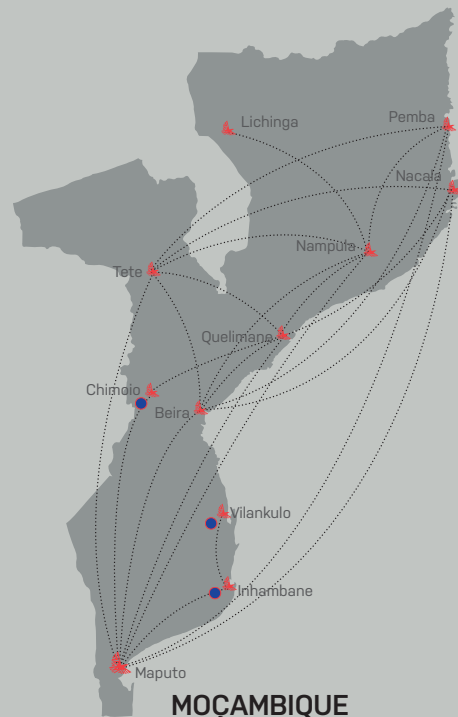 Lichinga
Pemba
Nacala
Nampula
Tete
Quelimane
Chimoio
Beira
Vilankulo
Inhambane
Maputo
MOÇAMBIQUE